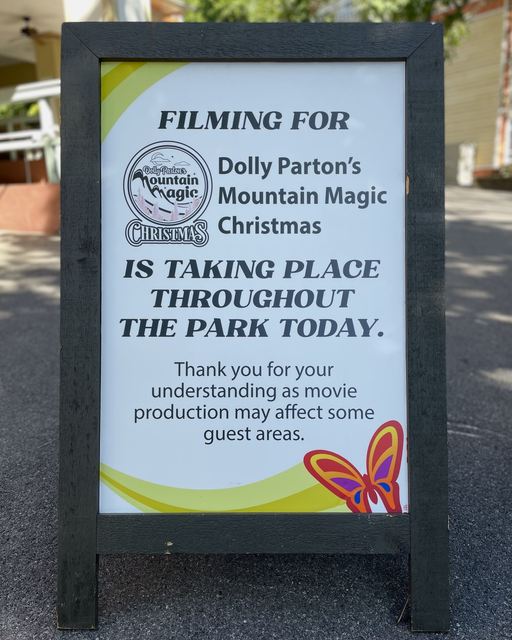 FILMING FOR
Dolly Parton's
Mountain
Magic
CHRISTMAS
Dolly Parton's
Mountain Magic
Christmas
IS TAKING PLACE
THROUGHOUT
THE PARK TODAY.
Thank you for your
understanding as movie
production may affect some
guest areas.